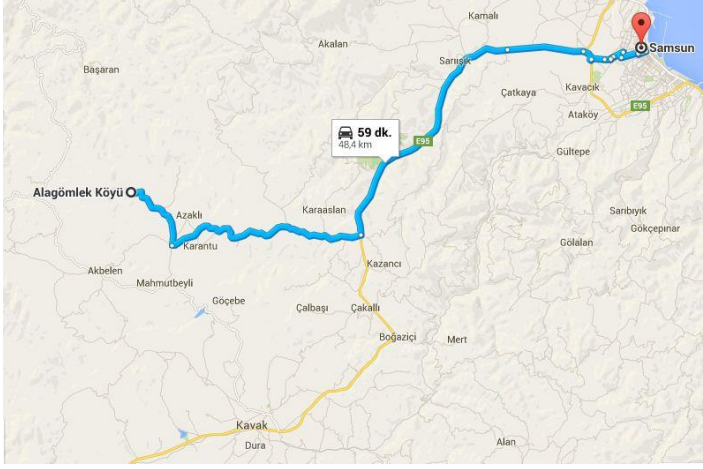 Kamalı
Samsun
Akalan
Sarıışık
Başaran
Çatkaya
Kavacık
E95
Ataköy
59 dk.
48,4 km
E95
Gültepe
Alagömlek Köyü
Azaklı
Karaaslan
Sarıbıyık
Gökçepınar
Karantu
Gölalan
Kazancı
Akbelen
Mahmutbeyli
Göçebe
Çalbaşı
Çakallı
Boğaziçi
Mert
Kavak
Dura
Alan